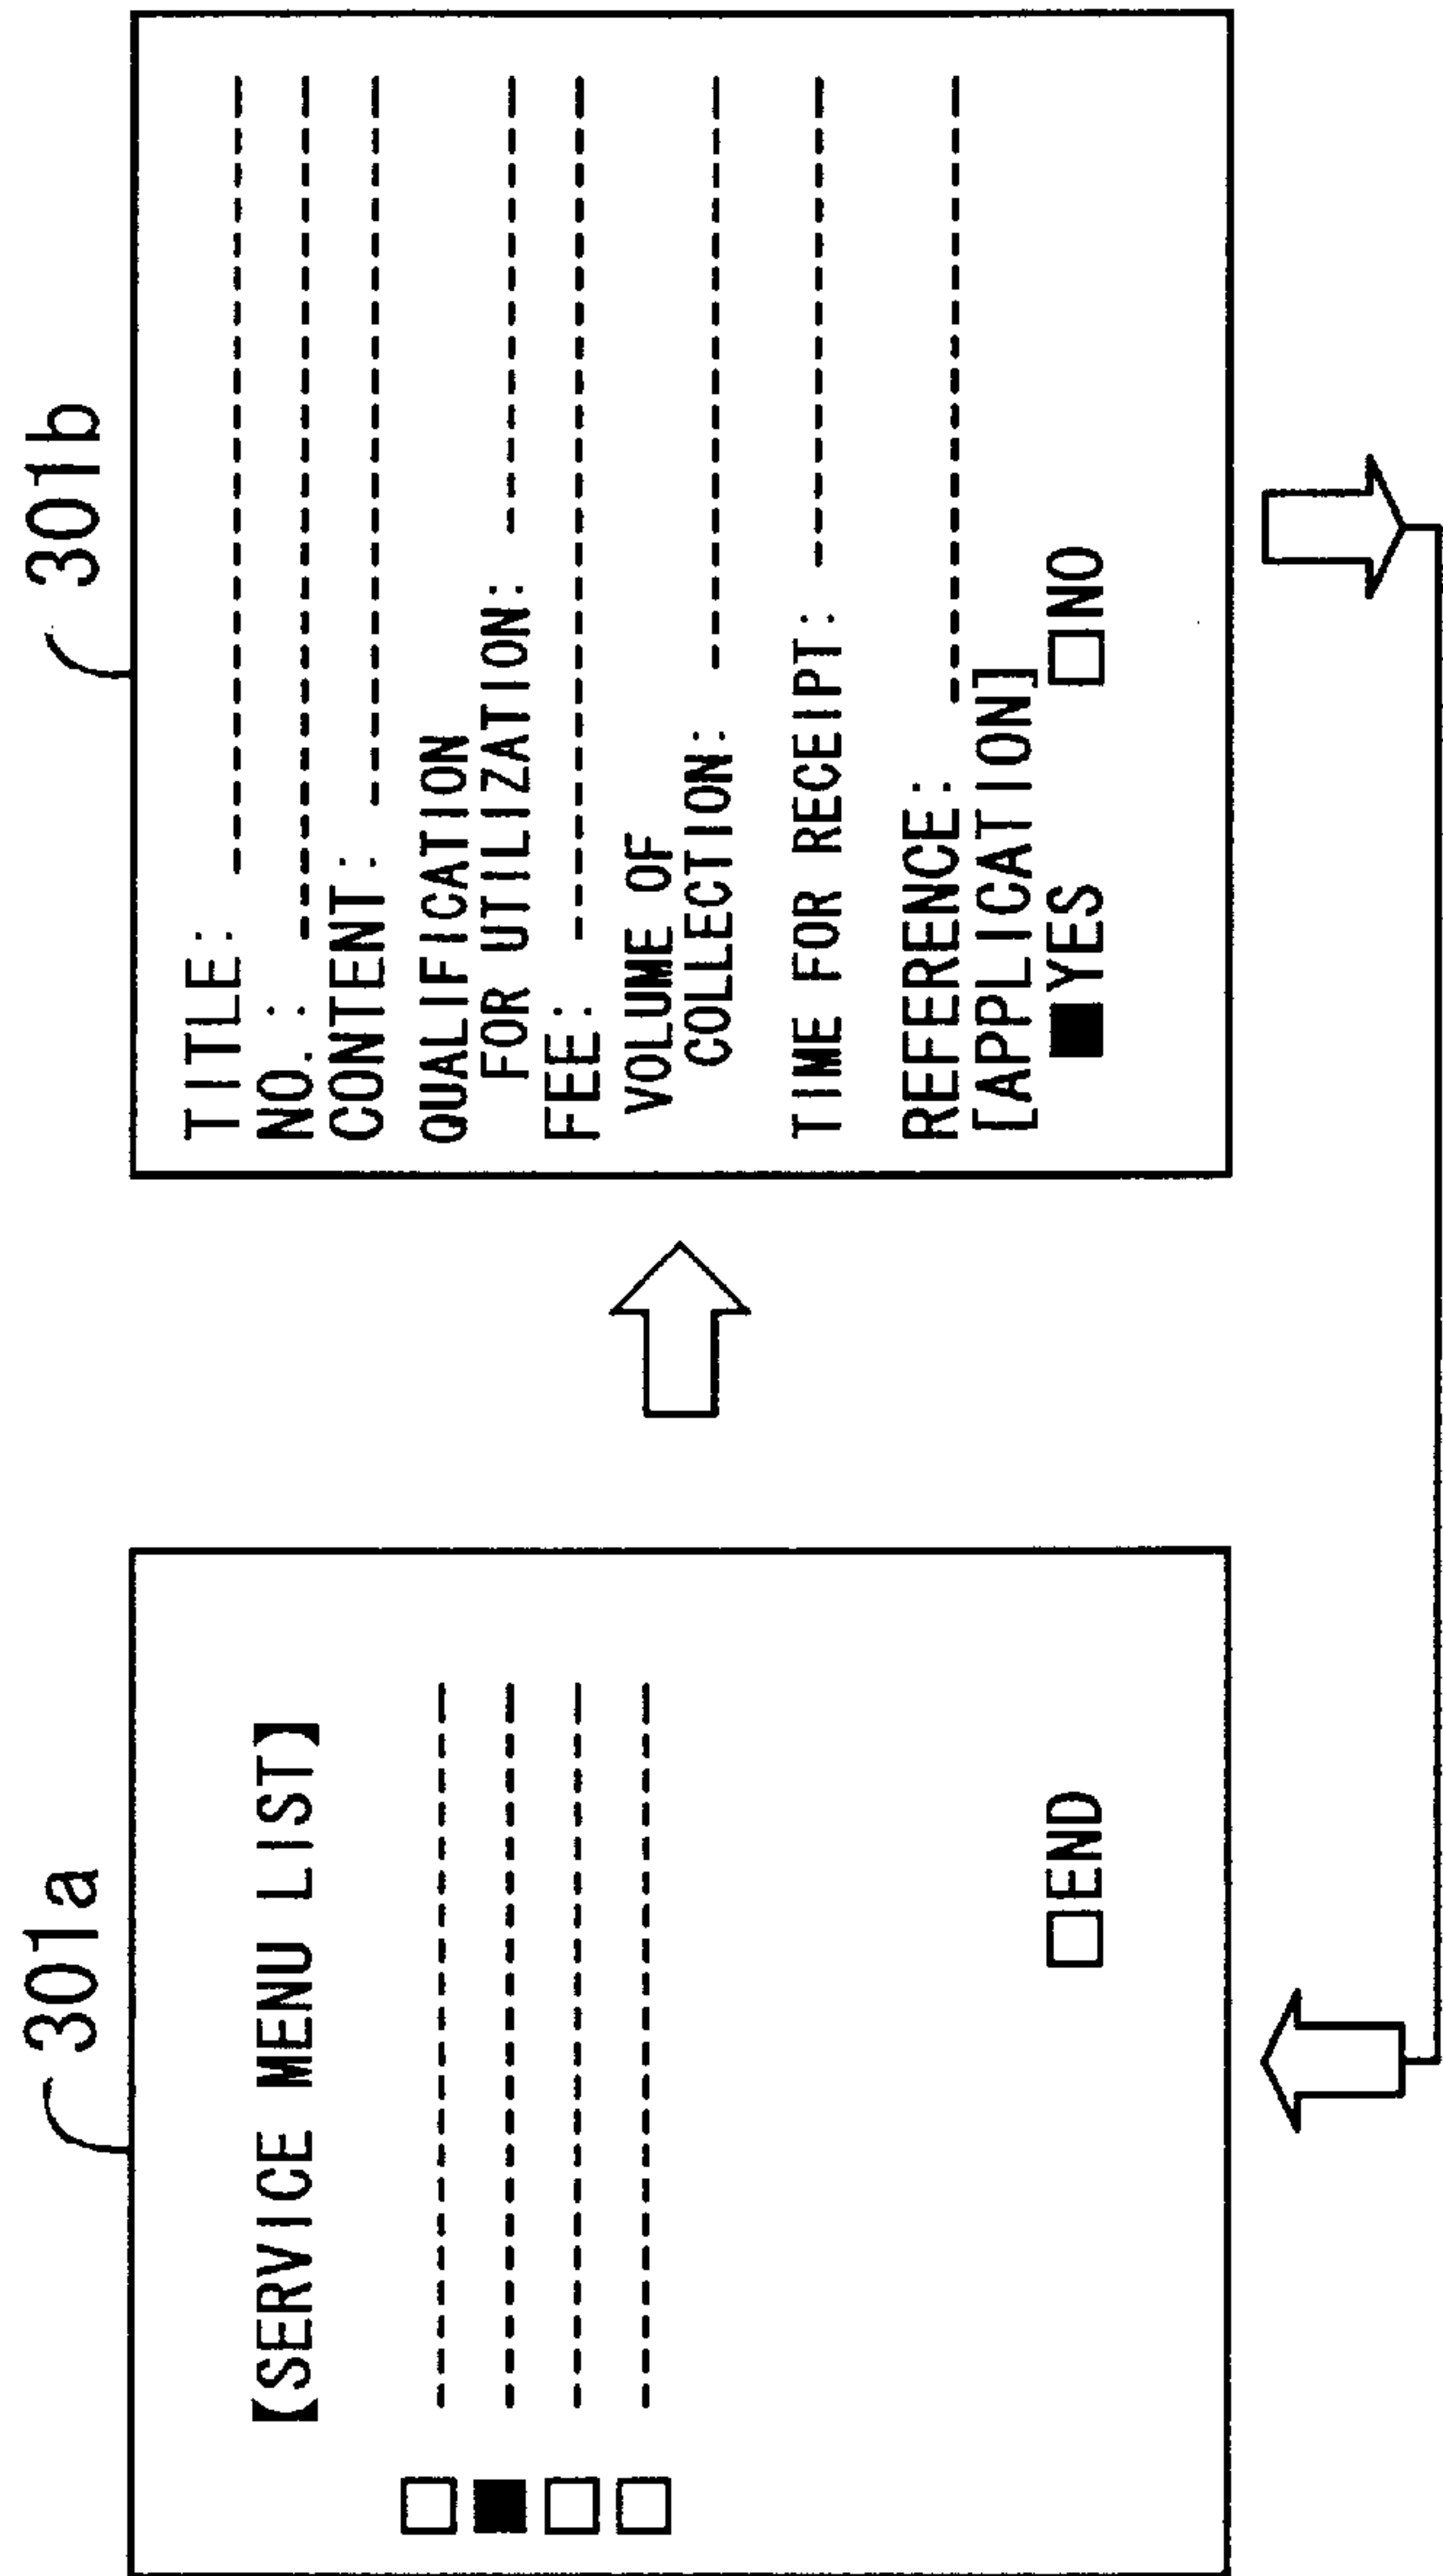 301a
【SERVICE MENU LIST】
END
301b
TITLE:
NO.:
CONTENT:
QUALIFICATION
FOR UTILIZATION:
FEE:
VOLUME OF
COLLECTION:
TIME FOR RECEIPT:
REFERENCE:
[APPLICATION]
YES NO